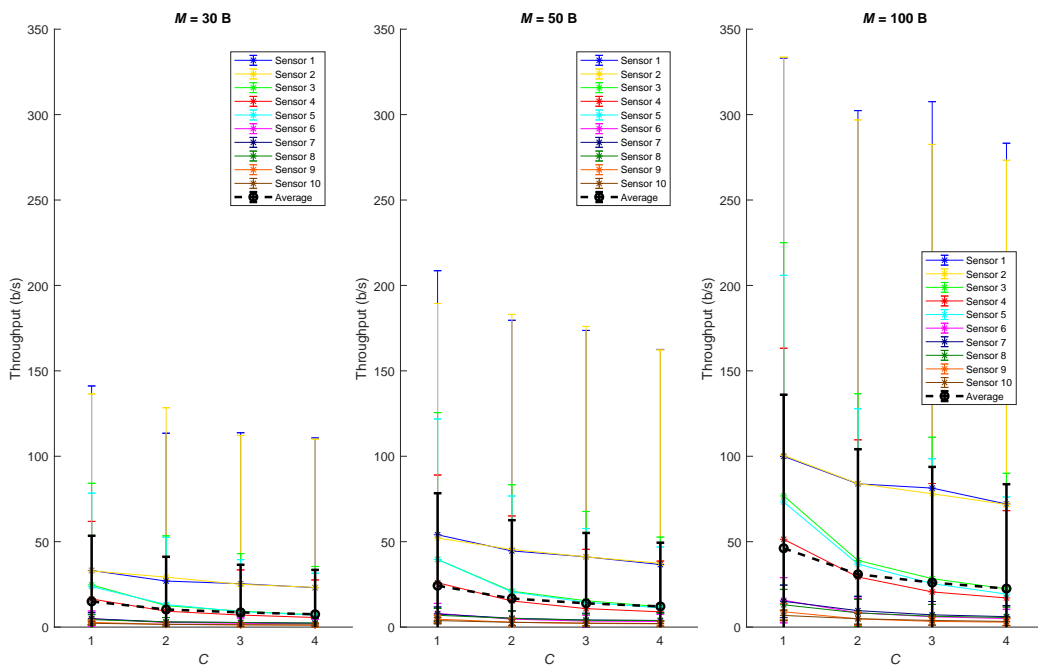 M = 30 B
350
300
250
200
150
100
50
0
1
2
3
4
C
Throughput (b/s)
Sensor 1
Sensor 2
Sensor 3
Sensor 4
Sensor 5
Sensor 6
Sensor 7
Sensor 8
Sensor 9
Sensor 10
Average
M = 50 B
350
300
250
200
150
100
50
0
1
2
3
4
C
Throughput (b/s)
Sensor 1
Sensor 2
Sensor 3
Sensor 4
Sensor 5
Sensor 6
Sensor 7
Sensor 8
Sensor 9
Sensor 10
Average
M = 100 B
350
300
250
200
150
100
50
0
1
2
3
4
C
Throughput (b/s)
Sensor 1
Sensor 2
Sensor 3
Sensor 4
Sensor 5
Sensor 6
Sensor 7
Sensor 8
Sensor 9
Sensor 10
Average